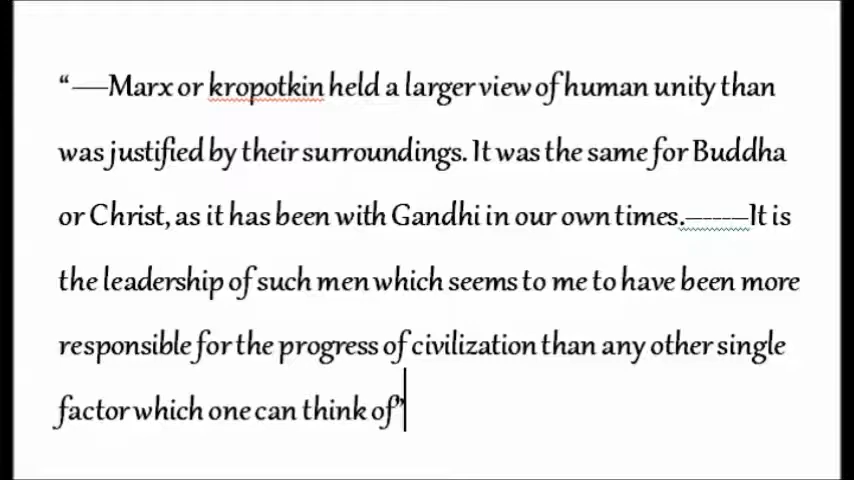 “ —Marx or kropotkin held a larger view of human unity than
was justified by their surroundings. It was the same for Buddha
or Christ, as it has been with Gandhi in our own times.------It is
the leadership of such men which seems to me to have been more
responsible for the progress of civilization than any other single
factor which one can think of”